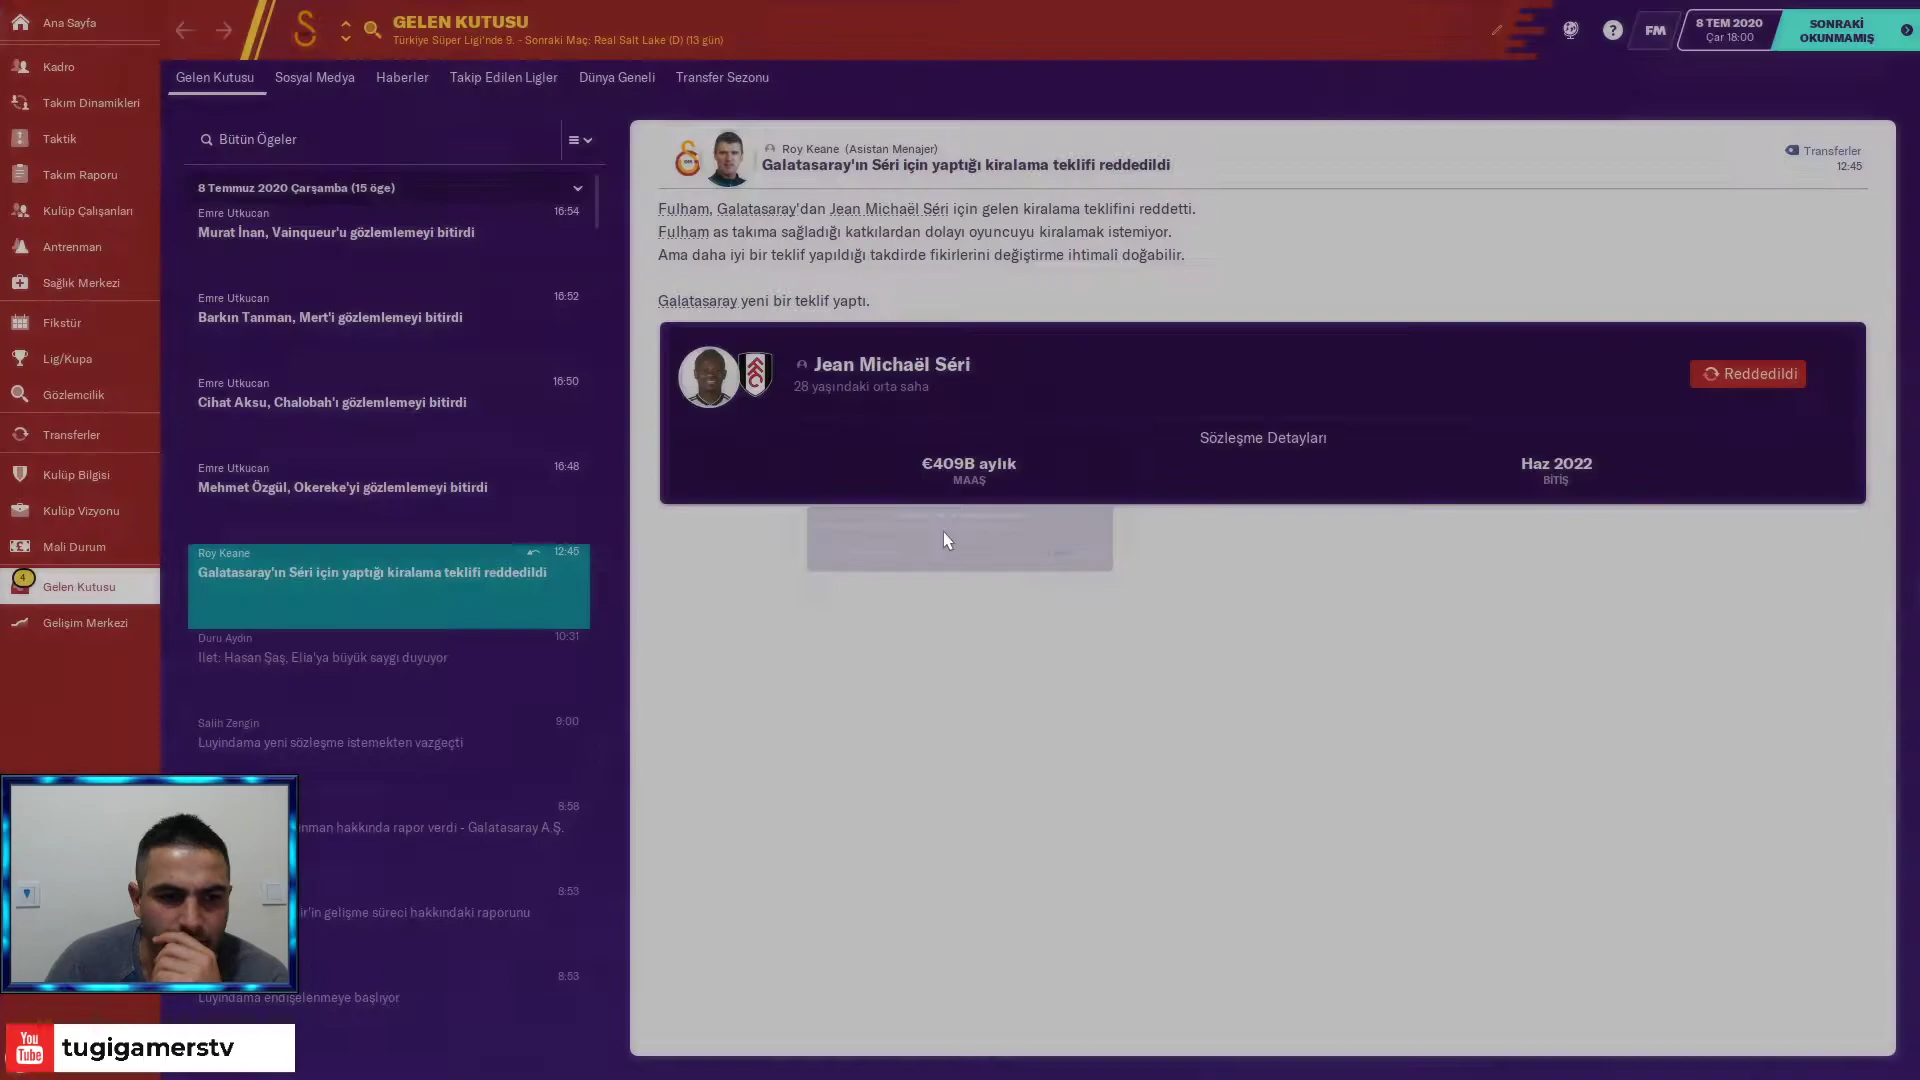 Ana Sayfa
Kadro
Takım Dinamikleri
Taktik
Takım Raporu
Kulüp Çalışanları
Antrenman
Sağlık Merkezi
Fikstür
Lig/Kupa
Gözlemcilik
Transferler
Kulüp Bilgisi
Kulüp Vizyonu
Mali Durum
4
Gelen Kutusu
Gelişim Merkezi
GELEN KUTUSU
Türkiye Süper Ligi'nde 9. - Sonraki Maç: Real Salt Lake (D) (13 gün)
?
FM
8 TEM 2020
Çar 18:00
SONRAKİ
OKUNMAMIŞ
Gelen Kutusu
Sosyal Medya
Haberler
Takip Edilen Ligler
Dünya Geneli
Transfer Sezonu
Bütün Ögeler
8 Temmuz 2020 Çarşamba (15 öge)
Emre Utkucan 16:54
Murat İnan, Vainqueur'u gözlemlemeyi bitirdi
Emre Utkucan 16:52
Barkın Tanman, Mert'i gözlemlemeyi bitirdi
Emre Utkucan 16:50
Cihat Aksu, Chalobah'ı gözlemlemeyi bitirdi
Emre Utkucan 16:48
Mehmet Özgül, Okereke'yi gözlemlemeyi bitirdi
Roy Keane 12:45
Galatasaray'ın Séri için yaptığı kiralama teklifi reddedildi
Duru Aydın 10:31
İlet: Hasan Şaş, Elia'ya büyük saygı duyuyor
Salih Zengin 9:00
Luyindama yeni sözleşme istemekten vazgeçti
8:58
nman hakkında rapor verdi - Galatasaray A.Ş.
8:53
ir'in gelişme süreci hakkındaki raporunu
8:53
Luyindama endişelenmeye başlıyor
Roy Keane (Asistan Menajer)
Galatasaray'ın Séri için yaptığı kiralama teklifi reddedildi
Transferler
12:45
Fulham, Galatasaray'dan Jean Michaël Séri için gelen kiralama teklifini reddetti.
Fulham as takıma sağladığı katkılardan dolayı oyuncuyu kiralamak istemiyor.
Ama daha iyi bir teklif yapıldığı takdirde fikirlerini değiştirme ihtimali doğabilir.
Galatasaray yeni bir teklif yaptı.
Jean Michaël Séri
28 yaşındaki orta saha
Reddedildi
Sözleşme Detayları
€409B aylık
MAAŞ
Haz 2022
BİTİŞ
You
Tube
tugigamerstv